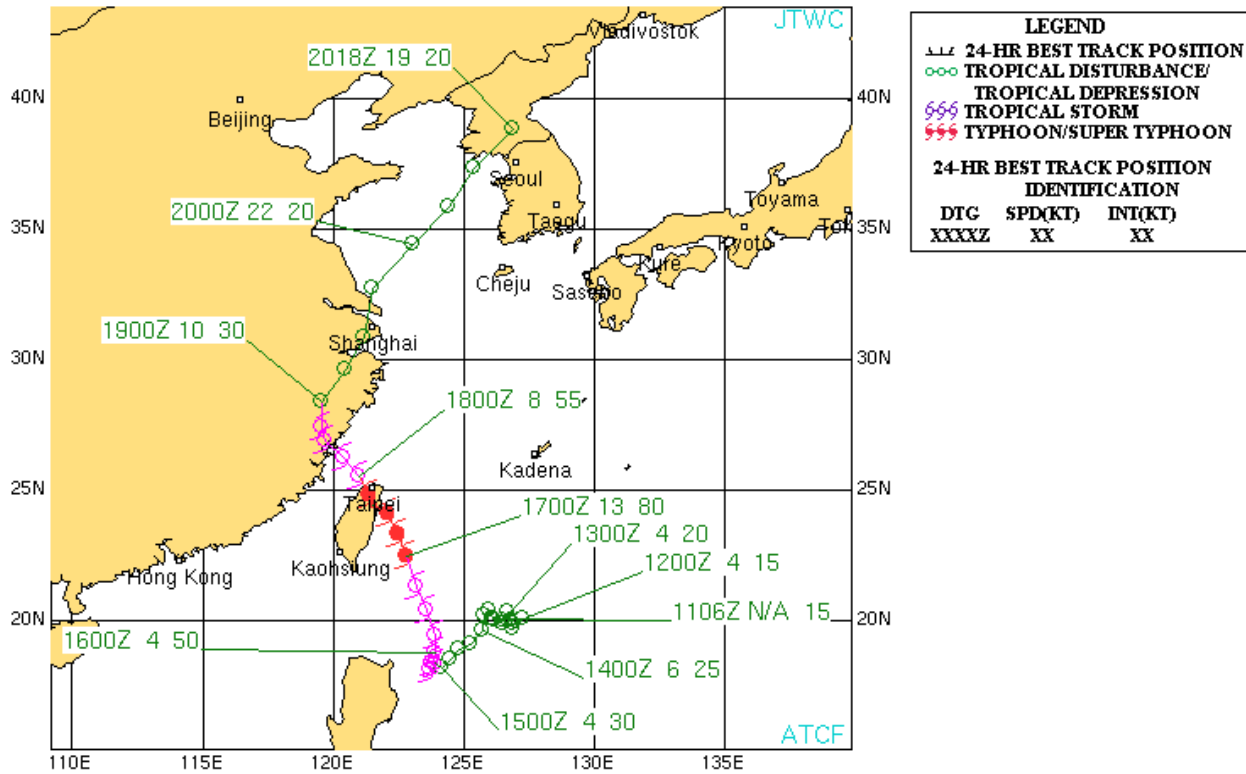 JTWC
Vladivostok
2018Z 19 20
40N
Beijing
Seoul
Toyama
2000Z 22 20
Taegu
35N
Kyoto
Kure
Cheju
Sasebo
1900Z 10 30
Shanghai
30N
1800Z 8 55
Kadena
25N
Taipei
1700Z 13 80
1300Z 4 20
Kaohsiung
Hong Kong
1200Z 4 15
20N
1106Z N/A 15
1600Z 4 50
1400Z 6 25
1500Z 4 30
ATCF
110E 115E 120E 125E 130E 135E
LEGEND
24-HR BEST TRACK POSITION
TROPICAL DISTURBANCE/
TROPICAL DEPRESSION
TROPICAL STORM
TYPHOON/SUPER TYPHOON
24-HR BEST TRACK POSITION
IDENTIFICATION
DTG SPD(KT) INT(KT)
XXXXZ XX XX